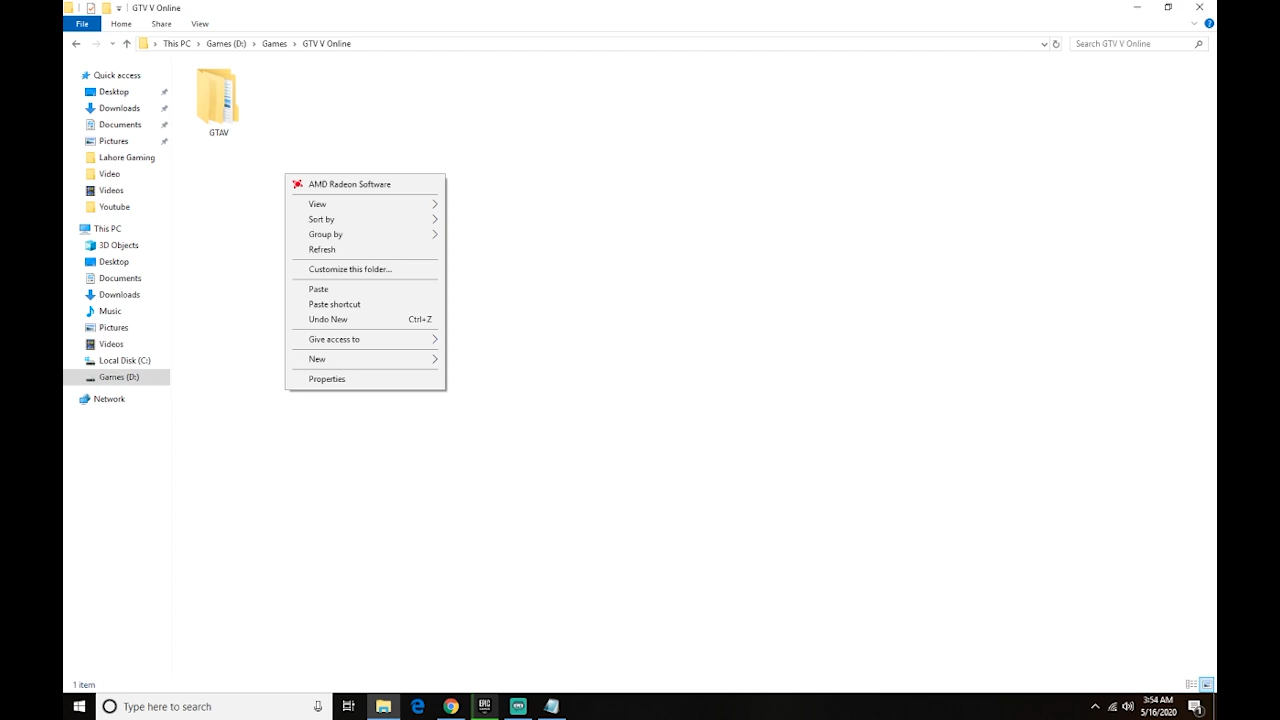 GTV V Online
File
Home
Share
View
This PC
Games (D:)
Games
GTV V Online
Search GTV V Online
Quick access
Desktop
Downloads
Documents
Pictures
Lahore Gaming
Video
Videos
Youtube
This PC
3D Objects
Desktop
Documents
Downloads
Music
Pictures
Videos
Local Disk (C:)
Games (D:)
Network
GTAV
AMD Radeon Software
View
Sort by
Group by
Refresh
Customize this folder...
Paste
Paste shortcut
Undo New Ctrl+Z
Give access to
New
Properties
1 item
Type here to search
EPIC
GAMES
3:54 AM
5/16/2020
1